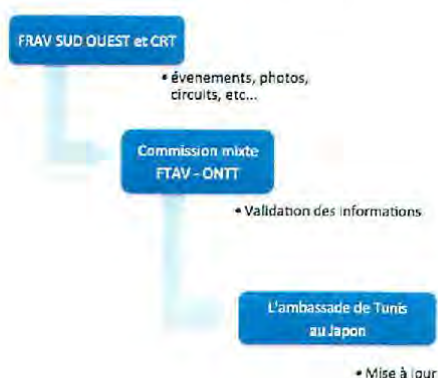 FRAV SUD OUEST et CRT
• évenements, photos,
circuits, etc...
Commission mixte
FTAV - ONTT
• Validation des informations
L'ambassade de Tunis
au Japon
• Mise à jour